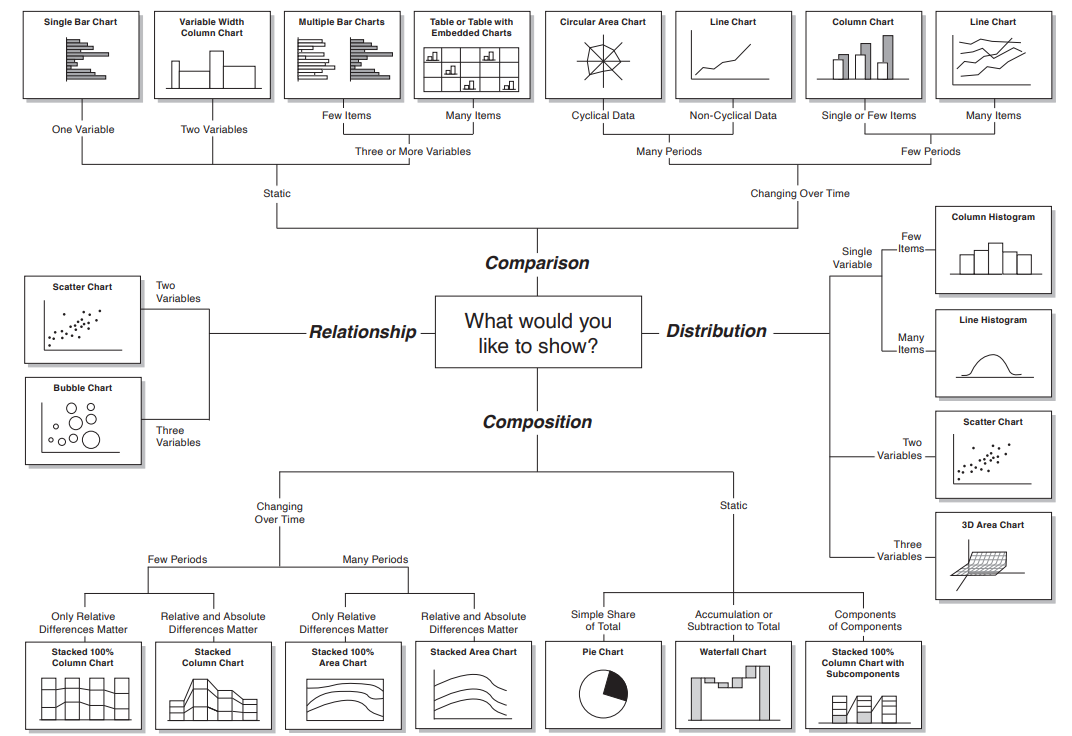 Single Bar Chart
Variable Width
Column Chart
Multiple Bar Charts
Table or Table with
Embedded Charts
Circular Area Chart
Line Chart
Column Chart
Line Chart
One Variable
Two Variables
Few Items
Many Items
Cyclical Data
Non-Cyclical Data
Single or Few Items
Many Items
Three or More Variables
Many Periods
Few Periods
Static
Changing Over Time
Comparison
What would you
like to show?
Relationship
Two
Variables
Scatter Chart
Three
Variables
Bubble Chart
Distribution
Single
Variable
Few
Items
Column Histogram
Many
Items
Line Histogram
Two
Variables
Scatter Chart
Three
Variables
3D Area Chart
Composition
Changing
Over Time
Static
Few Periods
Many Periods
Only Relative
Differences Matter
Relative and Absolute
Differences Matter
Only Relative
Differences Matter
Relative and Absolute
Differences Matter
Simple Share
of Total
Accumulation or
Subtraction to Total
Components
of Components
Stacked 100%
Column Chart
Stacked
Column Chart
Stacked 100%
Area Chart
Stacked Area Chart
Pie Chart
Waterfall Chart
Stacked 100%
Column Chart with
Subcomponents